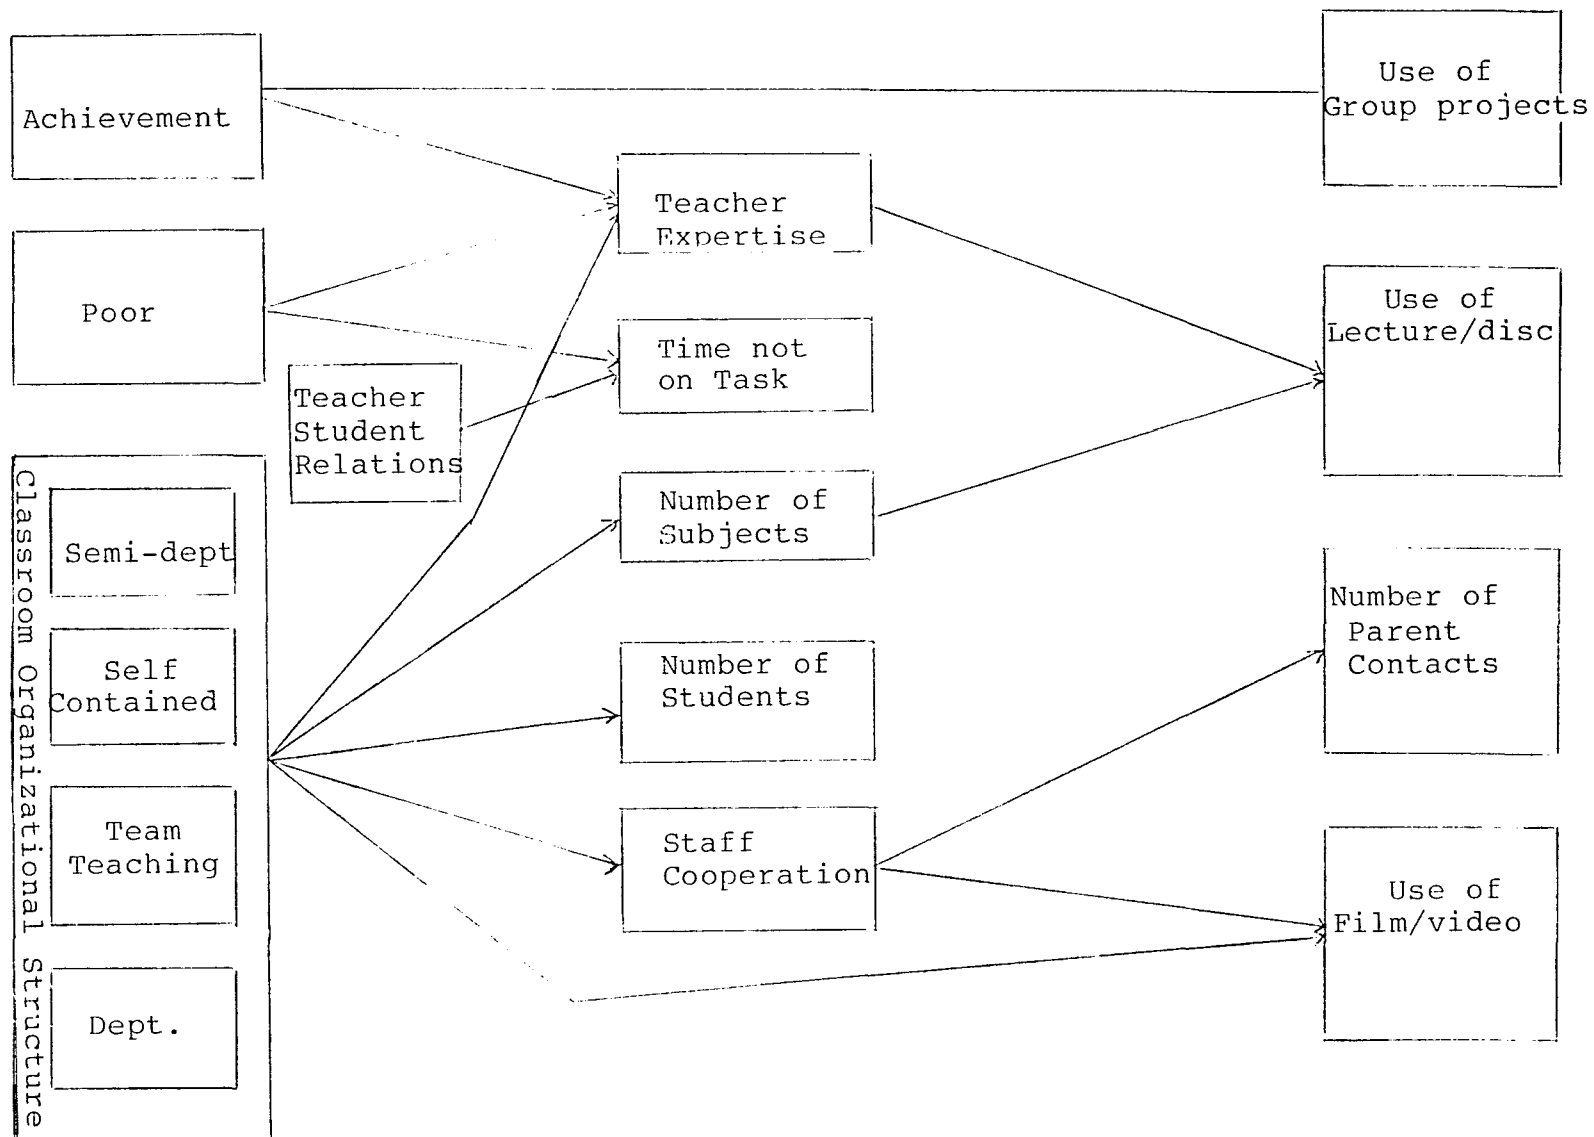 Achievement
Poor
Classroom Organizational Structure
Semi-dept
Self
Contained
Team
Teaching
Dept.
Teacher
Student
Relations
Teacher
Expertise
Time not
on Task
Number of
Subjects
Number of
Students
Staff
Cooperation
Use of
Group projects
Use of
Lecture/disc
Number of
Parent
Contacts
Use of
Film/video